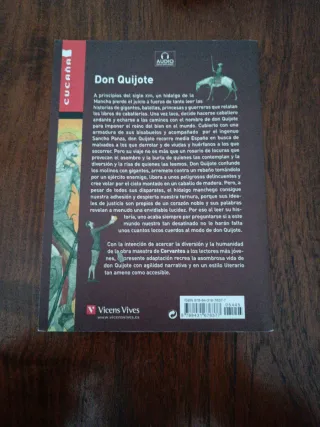 CUCAÑA
AUDIO
Don Quijote
A principios del siglo XVII, un hidalgo de la
Mancha pierde el juicio a fuerza de tanto leer las
historias de gigantes, batallas, princesas y guerreros que relatan
los libros de caballerías. Una vez loco, decide hacerse caballero
andante y echarse a los caminos con el nombre de don Quijote
para imponer el reino del bien en el mundo. Cubierto con una
armadura de sus bisabuelos y acompañado por el ingenuo
Sancho Panza, don Quijote recorre media España en busca de
malvados a los que derrotar y de viudas y huérfanos a los que
socorrer. Pero su viaje no es más que un rosario de locuras que
provocan el asombro y la burla de quienes las contemplan y la
diversión y la risa de quienes las leemos. Don Quijote confunde
los molinos con gigantes, arremete contra un rebaño tomándolo
por un ejército enemigo, libera a unos peligrosos delincuentes y
cree volar por el cielo montado en un caballo de madera. Pero, a
pesar de todos sus disparates, el hidalgo manchego consigue
nuestra adhesión y despierta nuestra ternura, porque sus ideales
de justicia son propios de un corazón noble y sus palabras
revelan a menudo una envidiable lucidez. Por eso al leer su historia,
uno acaba siempre por preguntarse si a este
mundo nuestro tan desatinado no le harán falta
unos cuantos locos cuerdos al modo de don Quijote.
Con la intención de acercar la diversión y la humanidad
de la obra maestra de Cervantes a los lectores más jóvenes,
la presente adaptación recrea la asombrosa vida de
don Quijote con agilidad narrativa y en un estilo literario
tan ameno como accesible.
Vicens Vives
www.vicensvives.es